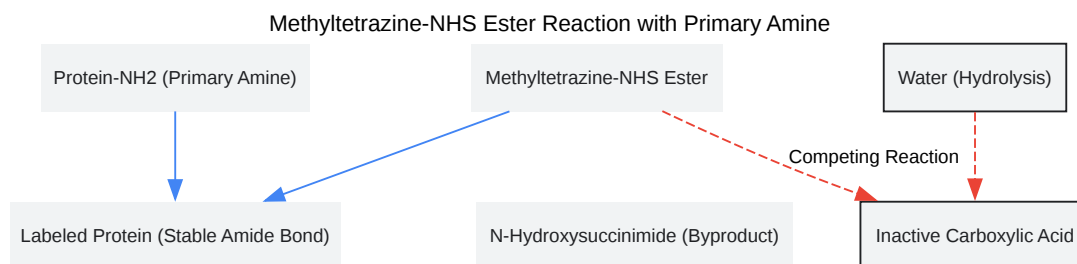 Methyltetrazine-NHS Ester Reaction with Primary Amine
Protein-NH2 (Primary Amine)
Methyltetrazine-NHS Ester
Water (Hydrolysis)
Competing Reaction
Labeled Protein (Stable Amide Bond)
N-Hydroxysuccinimide (Byproduct)
Inactive Carboxylic Acid